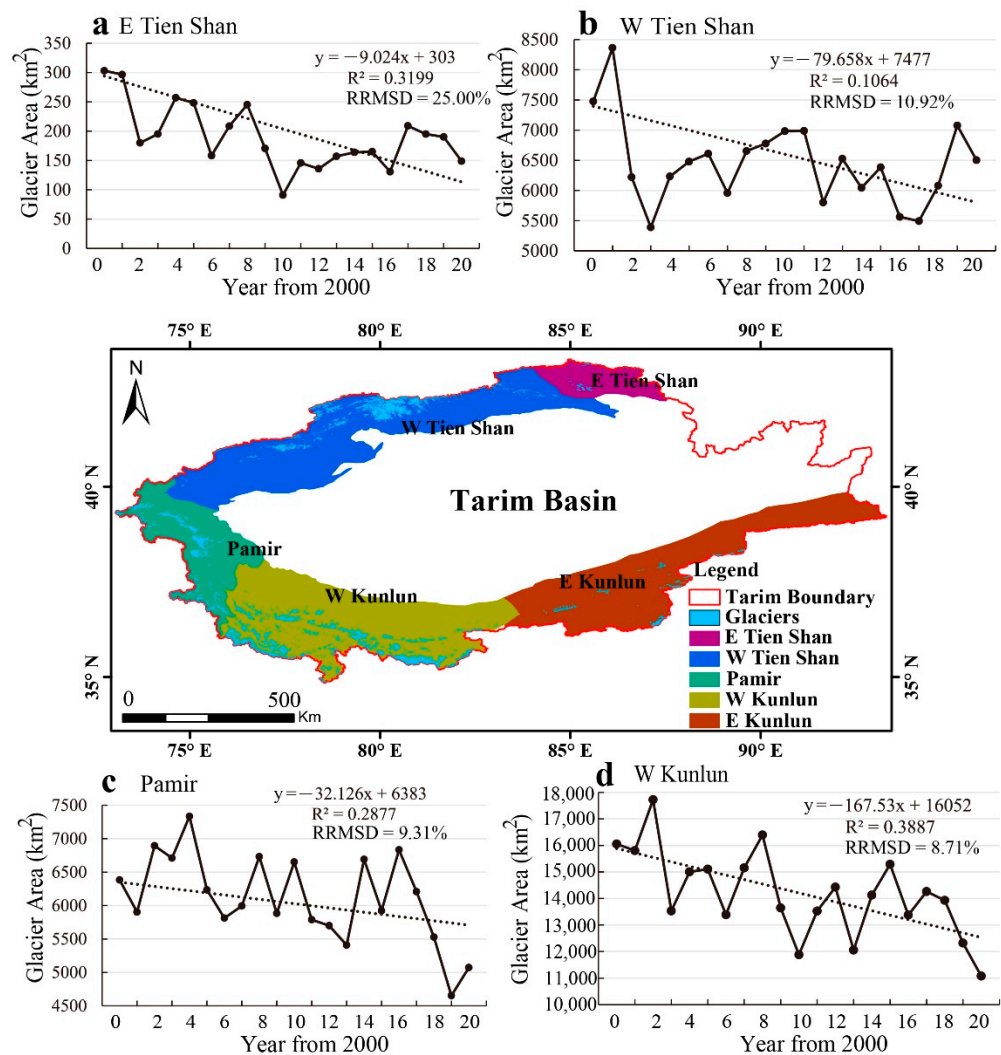 a E Tien Shan
y = −9.024x + 303
R² = 0.3199
RRMSD = 25.00%
Glacier Area (km²)
350
300
250
200
150
100
50
0
0 2 4 6 8 10 12 14 16 18 20
Year from 2000
b W Tien Shan
y = −79.658x + 7477
R² = 0.1064
RRMSD = 10.92%
Glacier Area (km²)
8500
8000
7500
7000
6500
6000
5500
5000
0 2 4 6 8 10 12 14 16 18 20
Year from 2000
75° E 80° E 85° E 90° E
N
E Tien Shan
W Tien Shan
40° N
40° N
Tarim Basin
Pamir
W Kunlun
E Kunlun
35° N
35° N
Legend
Tarim Boundary
Glaciers
E Tien Shan
W Tien Shan
Pamir
W Kunlun
E Kunlun
0 500
Km
75° E 80° E 85° E 90° E
c Pamir
y=−32.126x + 6383
R² = 0.2877
RRMSD = 9.31%
Glacier Area (km²)
7500
7000
6500
6000
5500
5000
4500
0 2 4 6 8 10 12 14 16 18 20
Year from 2000
d W Kunlun
y=−167.53x + 16052
R² = 0.3887
RRMSD = 8.71%
Glacier Area (km²)
18,000
17,000
16,000
15,000
14,000
13,000
12,000
11,000
10,000
0 2 4 6 8 10 12 14 16 18 20
Year from 2000